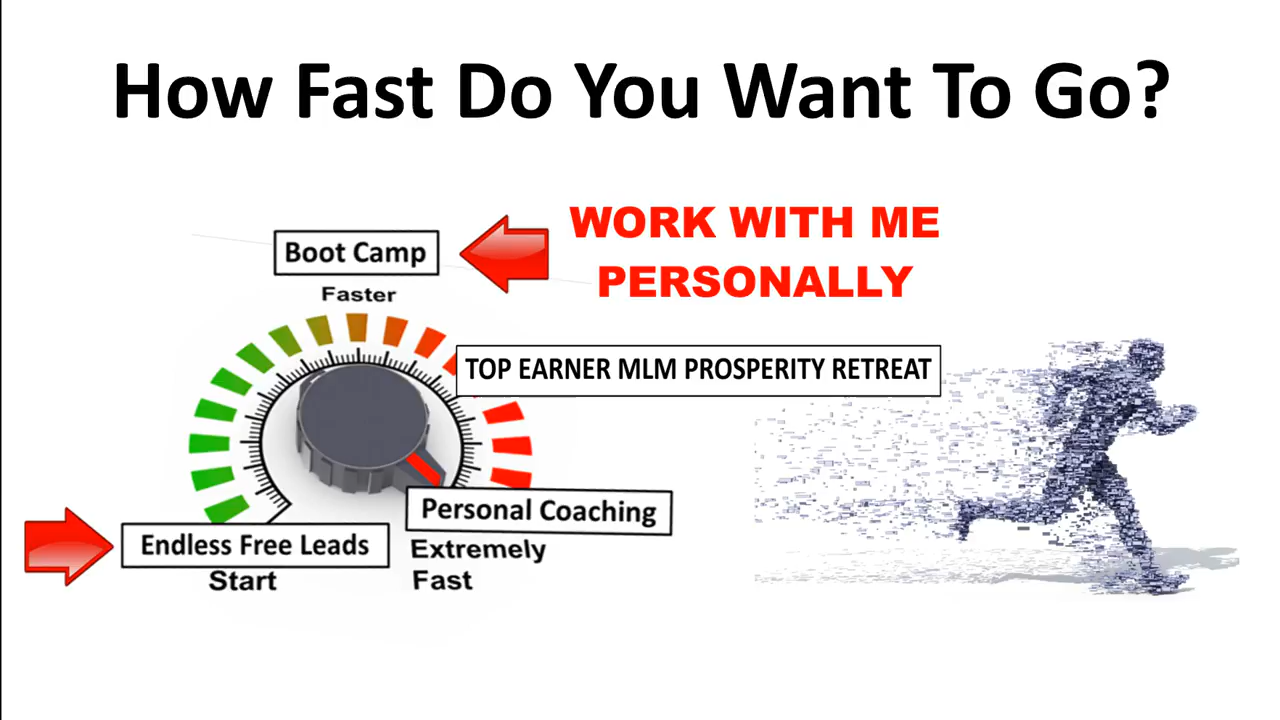 How Fast Do You Want To Go?
WORK WITH ME
PERSONALLY
Boot Camp
Faster
TOP EARNER MLM PROSPERITY RETREAT
Personal Coaching
Extremely
Fast
Endless Free Leads
Start